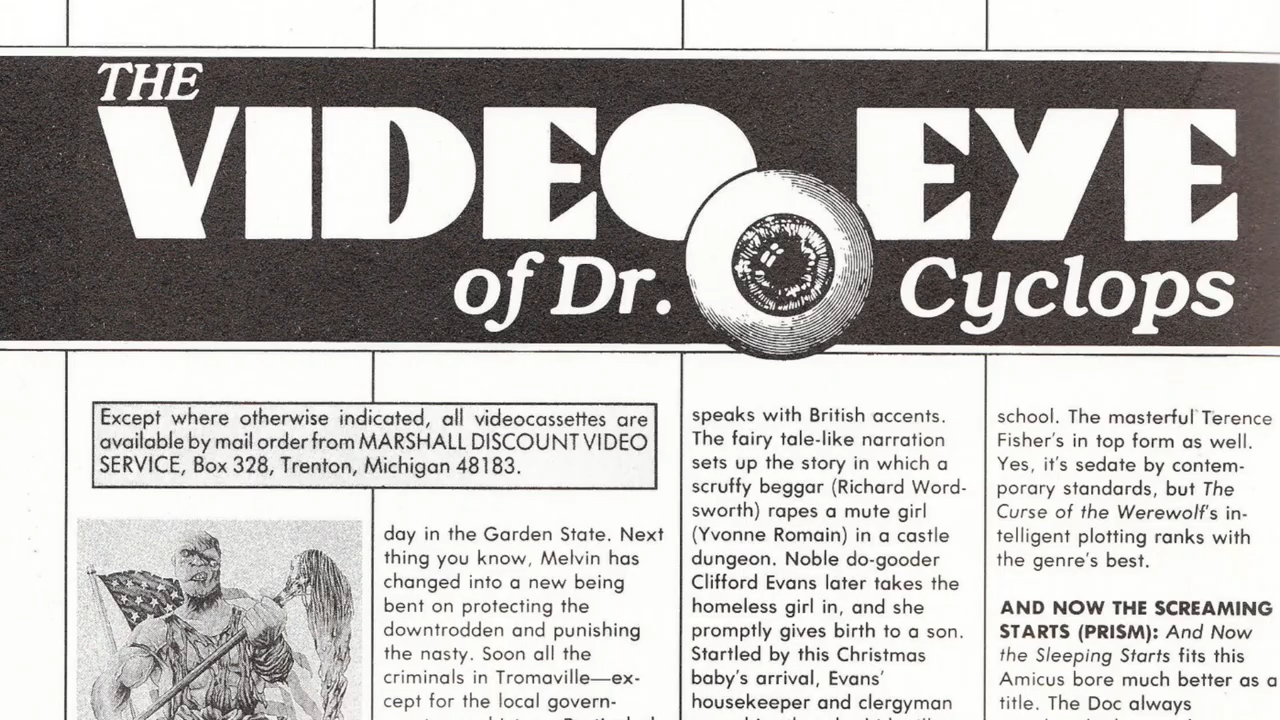 THE
VIDEO EYE
of Dr. Cyclops
Except where otherwise indicated, all videocassettes are
available by mail order from MARSHALL DISCOUNT VIDEO
SERVICE, Box 328, Trenton, Michigan 48183.
day in the Garden State. Next
thing you know, Melvin has
changed into a new being
bent on protecting the
downtrodden and punishing
the nasty. Soon all the
criminals in Tromaville—ex-
cept for the local govern-
speaks with British accents.
The fairy tale-like narration
sets up the story in which a
scruffy beggar (Richard Word-
sworth) rapes a mute girl
(Yvonne Romain) in a castle
dungeon. Noble do-gooder
Clifford Evans later takes the
homeless girl in, and she
promptly gives birth to a son.
Startled by this Christmas
baby's arrival, Evans'
housekeeper and clergyman
school. The masterful Terence
Fisher's in top form as well.
Yes, it's sedate by contem-
porary standards, but The
Curse of the Werewolf's in-
telligent plotting ranks with
the genre's best.
AND NOW THE SCREAMING
STARTS (PRISM): And Now
the Sleeping Starts fits this
Amicus bore much better as a
title. The Doc always